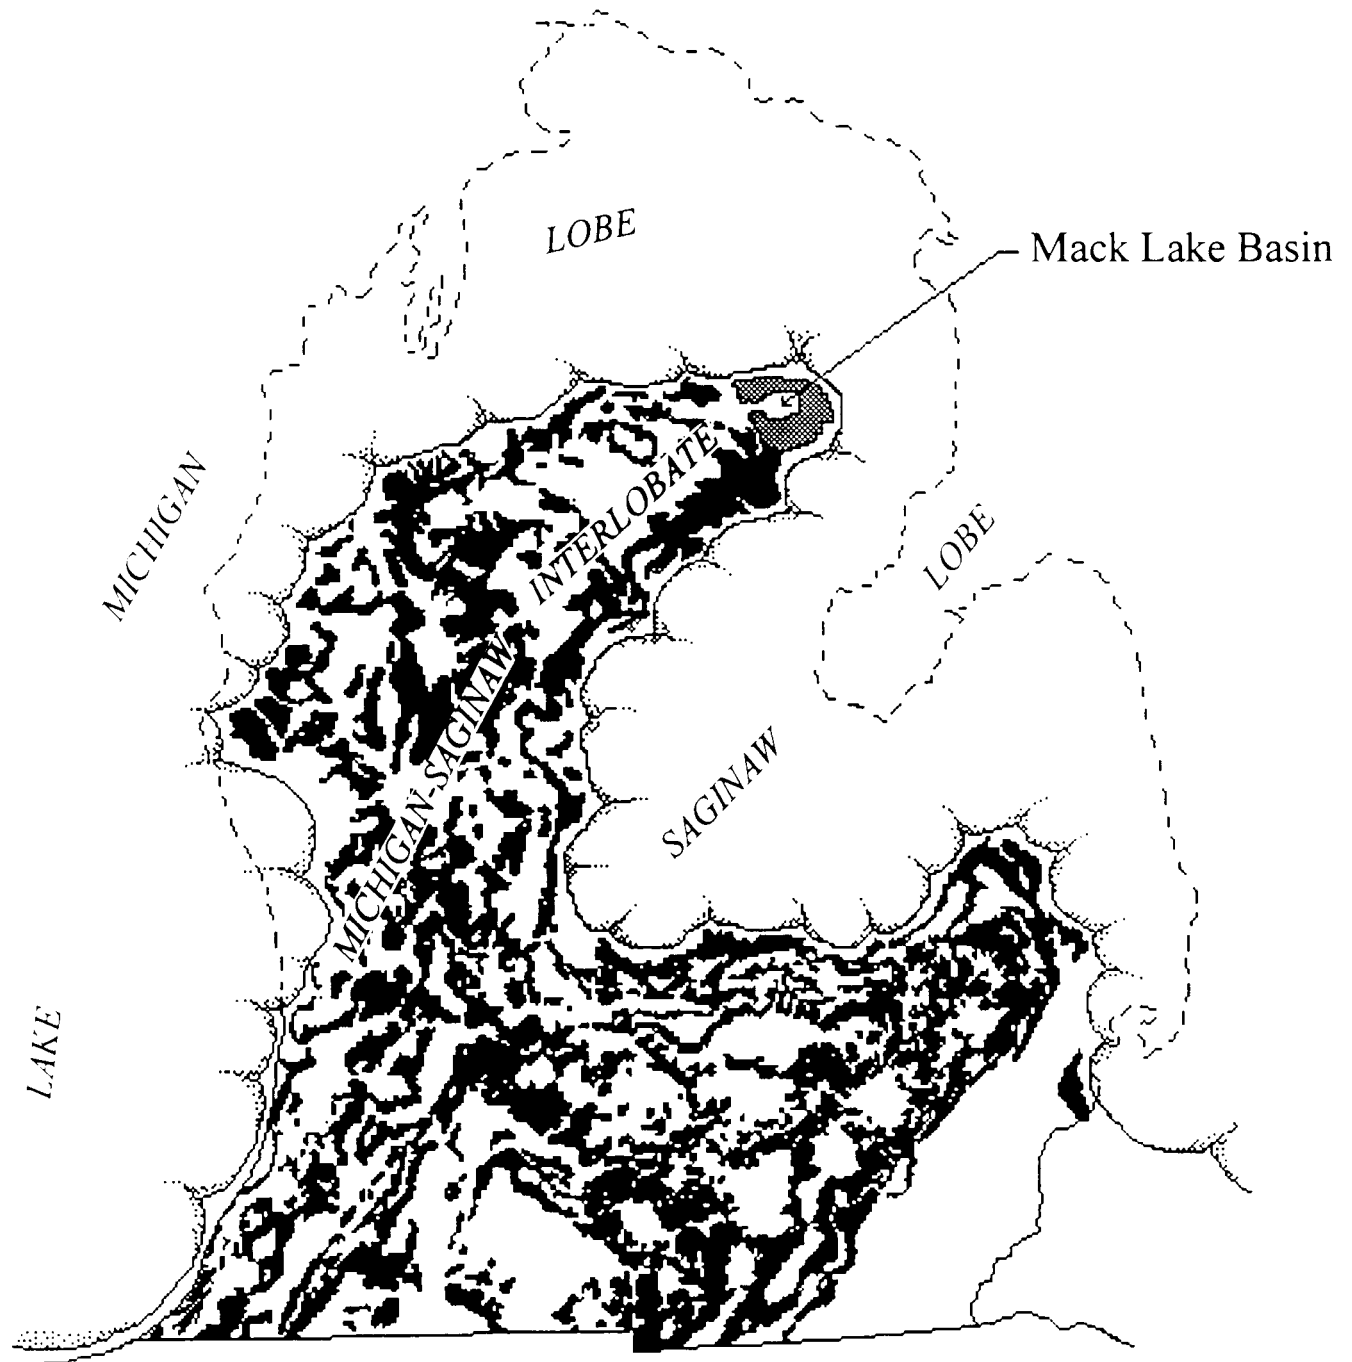 LOBE
Mack Lake Basin
MICHIGAN
INTERLOBATE
LOBE
MICHIGAN-SAGINAW
SAGINAW
LAKE